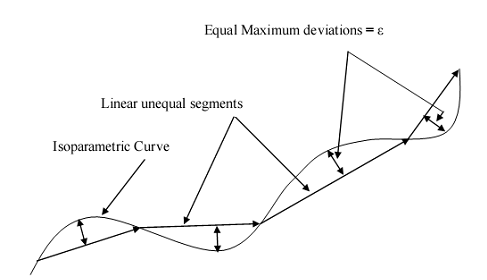 Equal Maximum deviations = ε
Linear unequal segments
Isoparametric Curve